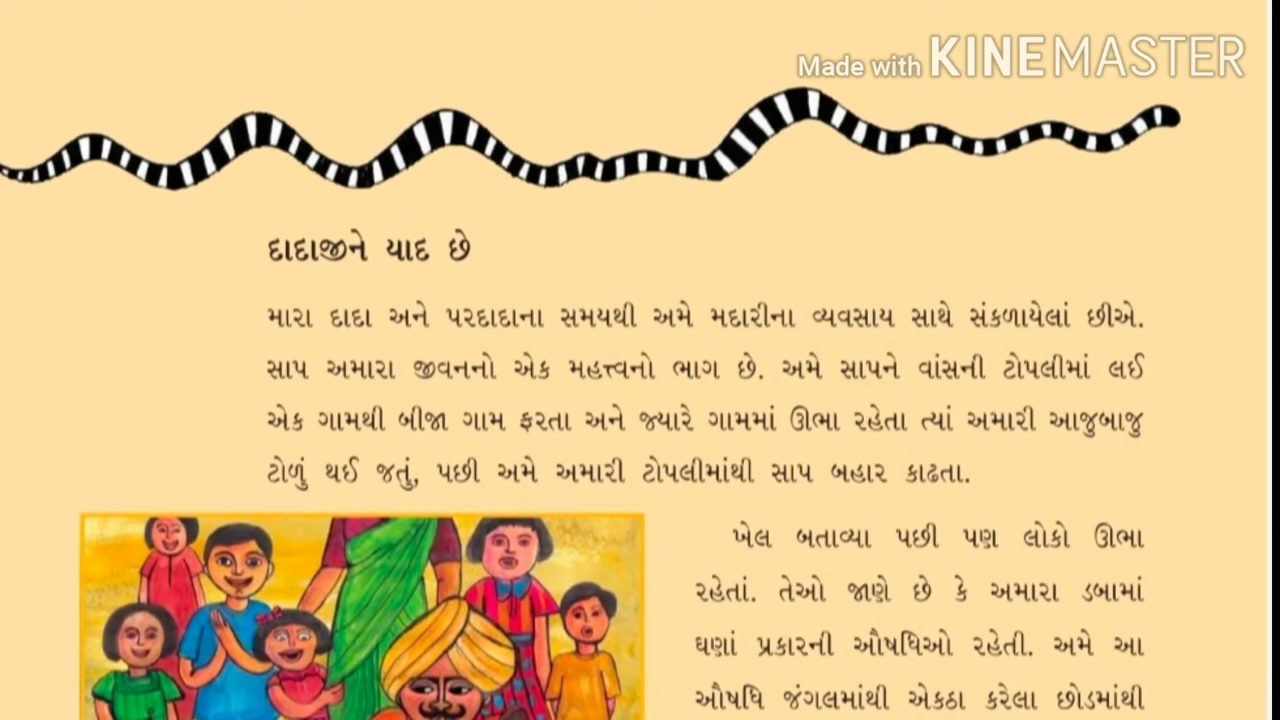 Made with KINEMASTER
દાદાજીને યાદ છે
મારા દાદા અને પરદાદાના સમયથી અમે મદારીના વ્યવસાય સાથે સંકળાયેલાં છીએ.
સાપ અમારા જીવનનો એક મહત્ત્વનો ભાગ છે. અમે સાપને વાંસની ટોપલીમાં લઈ
એક ગામથી બીજા ગામ ફરતા અને જ્યારે ગામમાં ઊભા રહેતા ત્યાં અમારી આજુબાજુ
ટોળું થઈ જતું, પછી અમે અમારી ટોપલીમાંથી સાપ બહાર કાઢતા.
ખેલ બતાવ્યા પછી પણ લોકો ઊભા
રહેતાં. તેઓ જાણે છે કે અમારા ડબામાં
ઘણાં પ્રકારની ઔષધિઓ રહેતી. અમે આ
ઔષધિ જંગલમાંથી એકઠા કરેલા છોડમાંથી